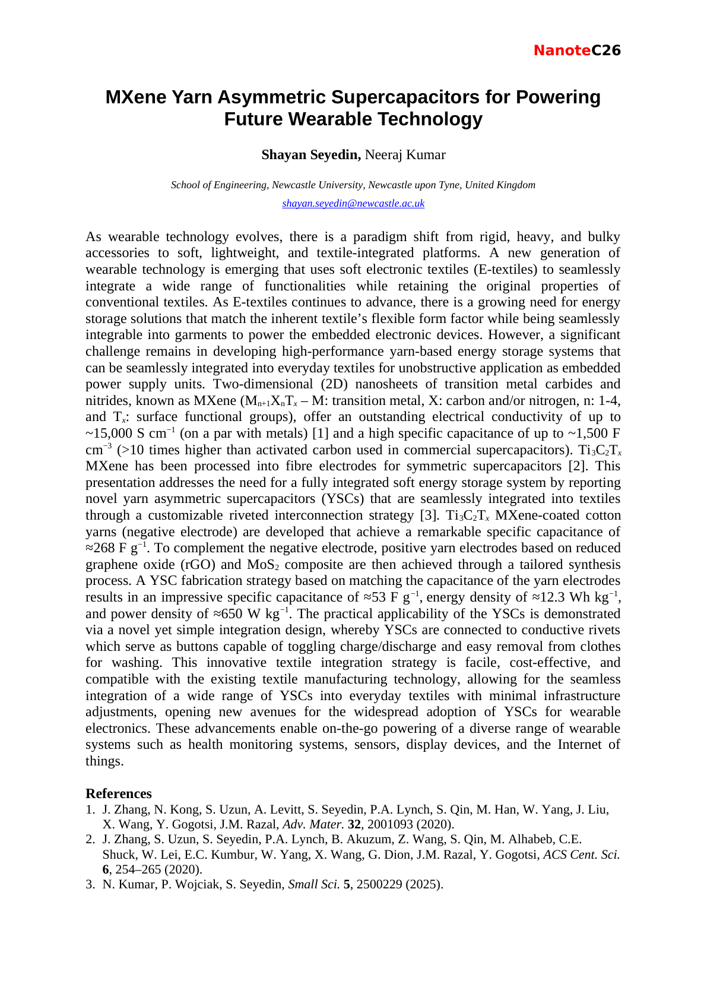 NanoteC26
MXene Yarn Asymmetric Supercapacitors for Powering
Future Wearable Technology
Shayan Seyedin, Neeraj Kumar
School of Engineering, Newcastle University, Newcastle upon Tyne, United Kingdom
shayan.seyedin@newcastle.ac.uk
As wearable technology evolves, there is a paradigm shift from rigid, heavy, and bulky
accessories to soft, lightweight, and textile-integrated platforms. A new generation of
wearable technology is emerging that uses soft electronic textiles (E-textiles) to seamlessly
integrate a wide range of functionalities while retaining the original properties of
conventional textiles. As E-textiles continues to advance, there is a growing need for energy
storage solutions that match the inherent textile’s flexible form factor while being seamlessly
integrable into garments to power the embedded electronic devices. However, a significant
challenge remains in developing high-performance yarn-based energy storage systems that
can be seamlessly integrated into everyday textiles for unobstructive application as embedded
power supply units. Two-dimensional (2D) nanosheets of transition metal carbides and
nitrides, known as MXene (Mₙ₊₁XₙTₓ – M: transition metal, X: carbon and/or nitrogen, n: 1-4,
and Tₓ: surface functional groups), offer an outstanding electrical conductivity of up to
~15,000 S cm⁻¹ (on a par with metals) [1] and a high specific capacitance of up to ~1,500 F
cm⁻³ (>10 times higher than activated carbon used in commercial supercapacitors). Ti₃C₂Tₓ
MXene has been processed into fibre electrodes for symmetric supercapacitors [2]. This
presentation addresses the need for a fully integrated soft energy storage system by reporting
novel yarn asymmetric supercapacitors (YSCs) that are seamlessly integrated into textiles
through a customizable riveted interconnection strategy [3]. Ti₃C₂Tₓ MXene-coated cotton
yarns (negative electrode) are developed that achieve a remarkable specific capacitance of
≈268 F g⁻¹. To complement the negative electrode, positive yarn electrodes based on reduced
graphene oxide (rGO) and MoS₂ composite are then achieved through a tailored synthesis
process. A YSC fabrication strategy based on matching the capacitance of the yarn electrodes
results in an impressive specific capacitance of ≈53 F g⁻¹, energy density of ≈12.3 Wh kg⁻¹,
and power density of ≈650 W kg⁻¹. The practical applicability of the YSCs is demonstrated
via a novel yet simple integration design, whereby YSCs are connected to conductive rivets
which serve as buttons capable of toggling charge/discharge and easy removal from clothes
for washing. This innovative textile integration strategy is facile, cost-effective, and
compatible with the existing textile manufacturing technology, allowing for the seamless
integration of a wide range of YSCs into everyday textiles with minimal infrastructure
adjustments, opening new avenues for the widespread adoption of YSCs for wearable
electronics. These advancements enable on-the-go powering of a diverse range of wearable
systems such as health monitoring systems, sensors, display devices, and the Internet of
things.
References
1. J. Zhang, N. Kong, S. Uzun, A. Levitt, S. Seyedin, P.A. Lynch, S. Qin, M. Han, W. Yang, J. Liu,
X. Wang, Y. Gogotsi, J.M. Razal, Adv. Mater. 32, 2001093 (2020).
2. J. Zhang, S. Uzun, S. Seyedin, P.A. Lynch, B. Akuzum, Z. Wang, S. Qin, M. Alhabeb, C.E.
Shuck, W. Lei, E.C. Kumbur, W. Yang, X. Wang, G. Dion, J.M. Razal, Y. Gogotsi, ACS Cent. Sci.
6, 254–265 (2020).
3. N. Kumar, P. Wojciak, S. Seyedin, Small Sci. 5, 2500229 (2025).